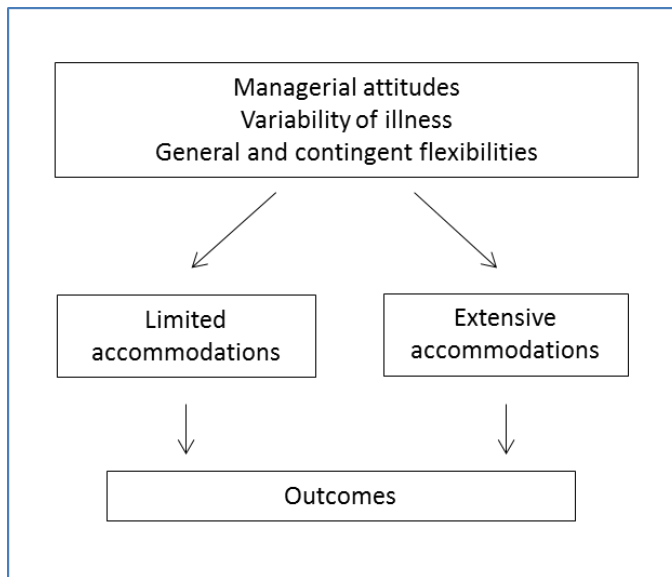 Managerial attitudes
Variability of illness
General and contingent flexibilities
Limited
accommodations
Extensive
accommodations
Outcomes